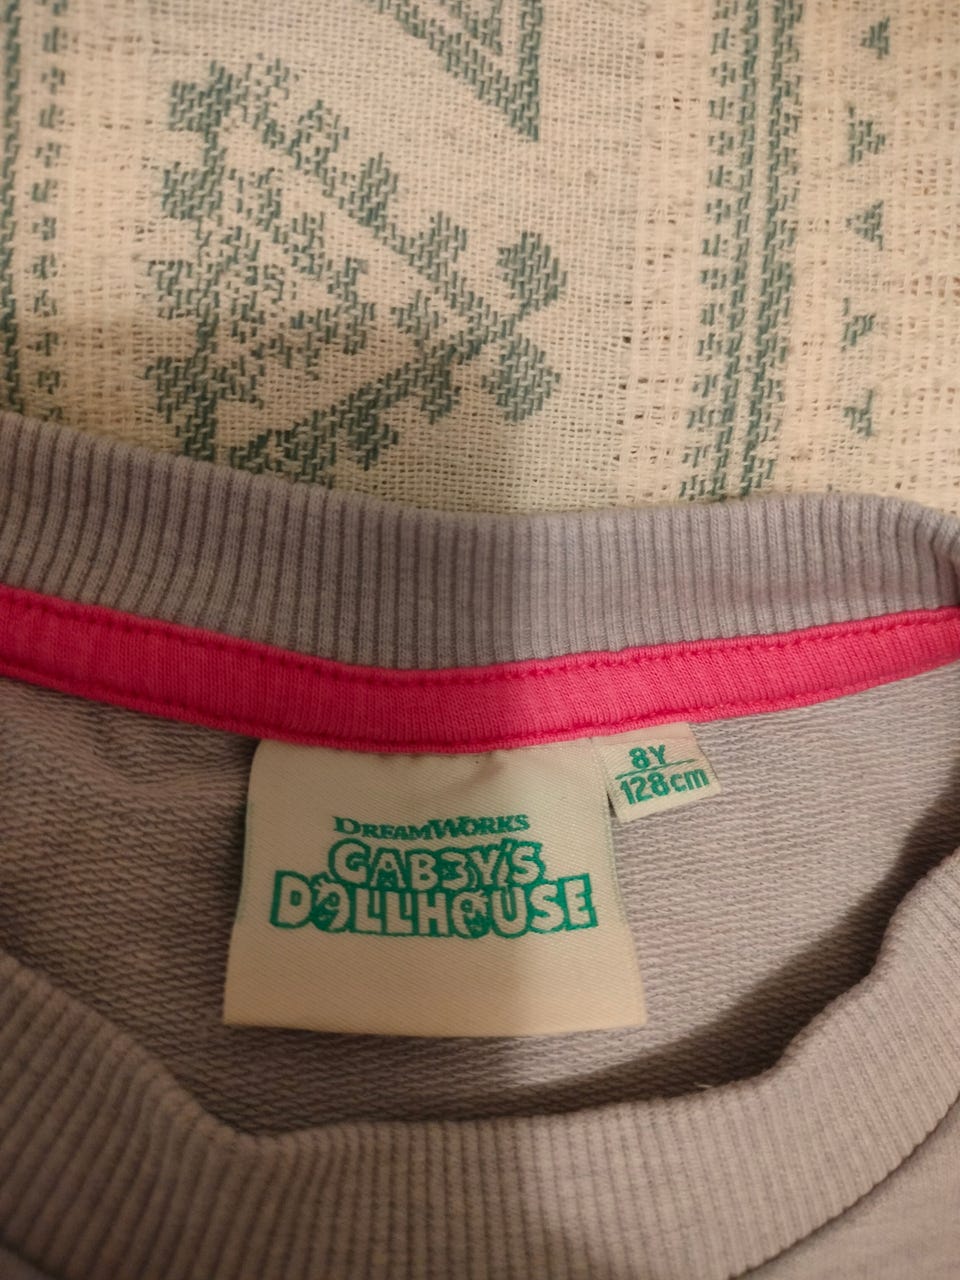 8Y
128cm
DREAMWORKS
GABBY'S
DOLLHOUSE